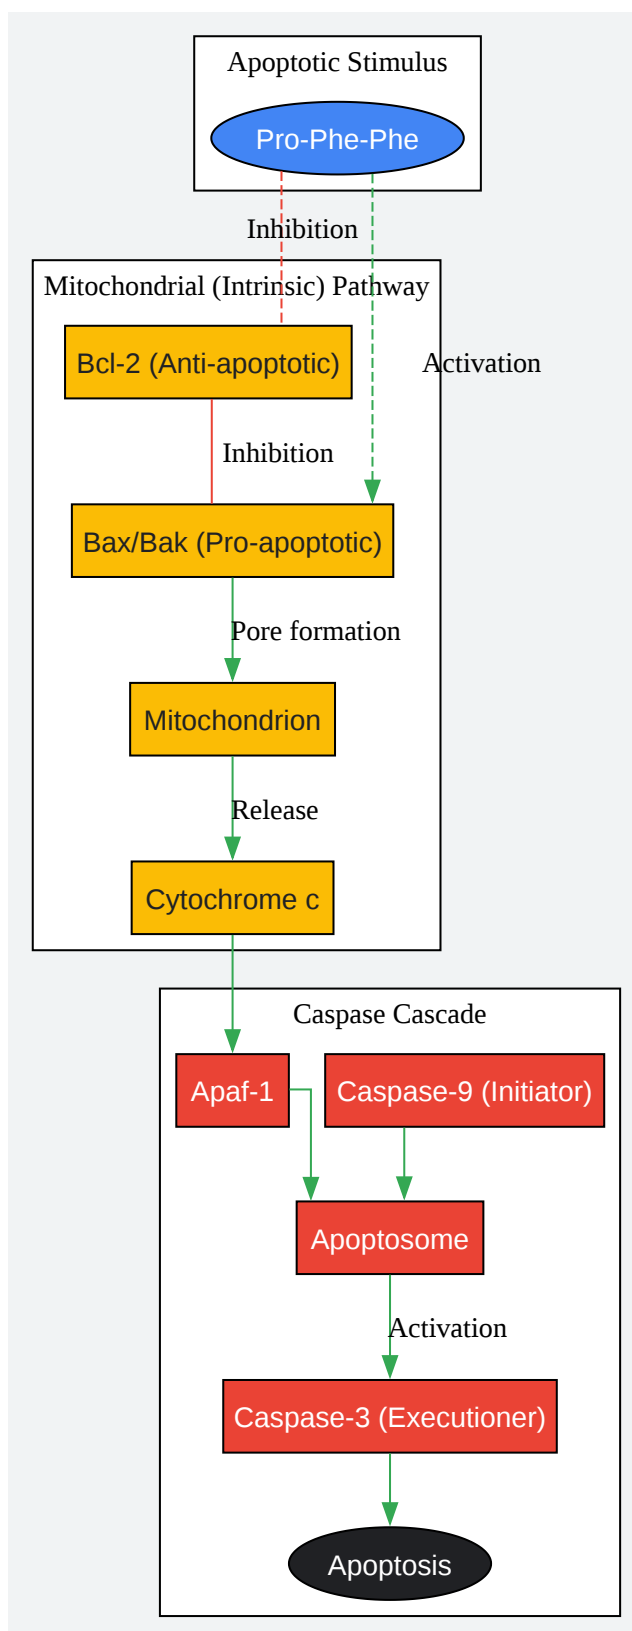 Apoptotic Stimulus
Pro-Phe-Phe
Inhibition
Mitochondrial (Intrinsic) Pathway
Bcl-2 (Anti-apoptotic)
Activation
Inhibition
Bax/Bak (Pro-apoptotic)
Pore formation
Mitochondrion
Release
Cytochrome c
Caspase Cascade
Apaf-1
Caspase-9 (Initiator)
Apoptosome
Activation
Caspase-3 (Executioner)
Apoptosis